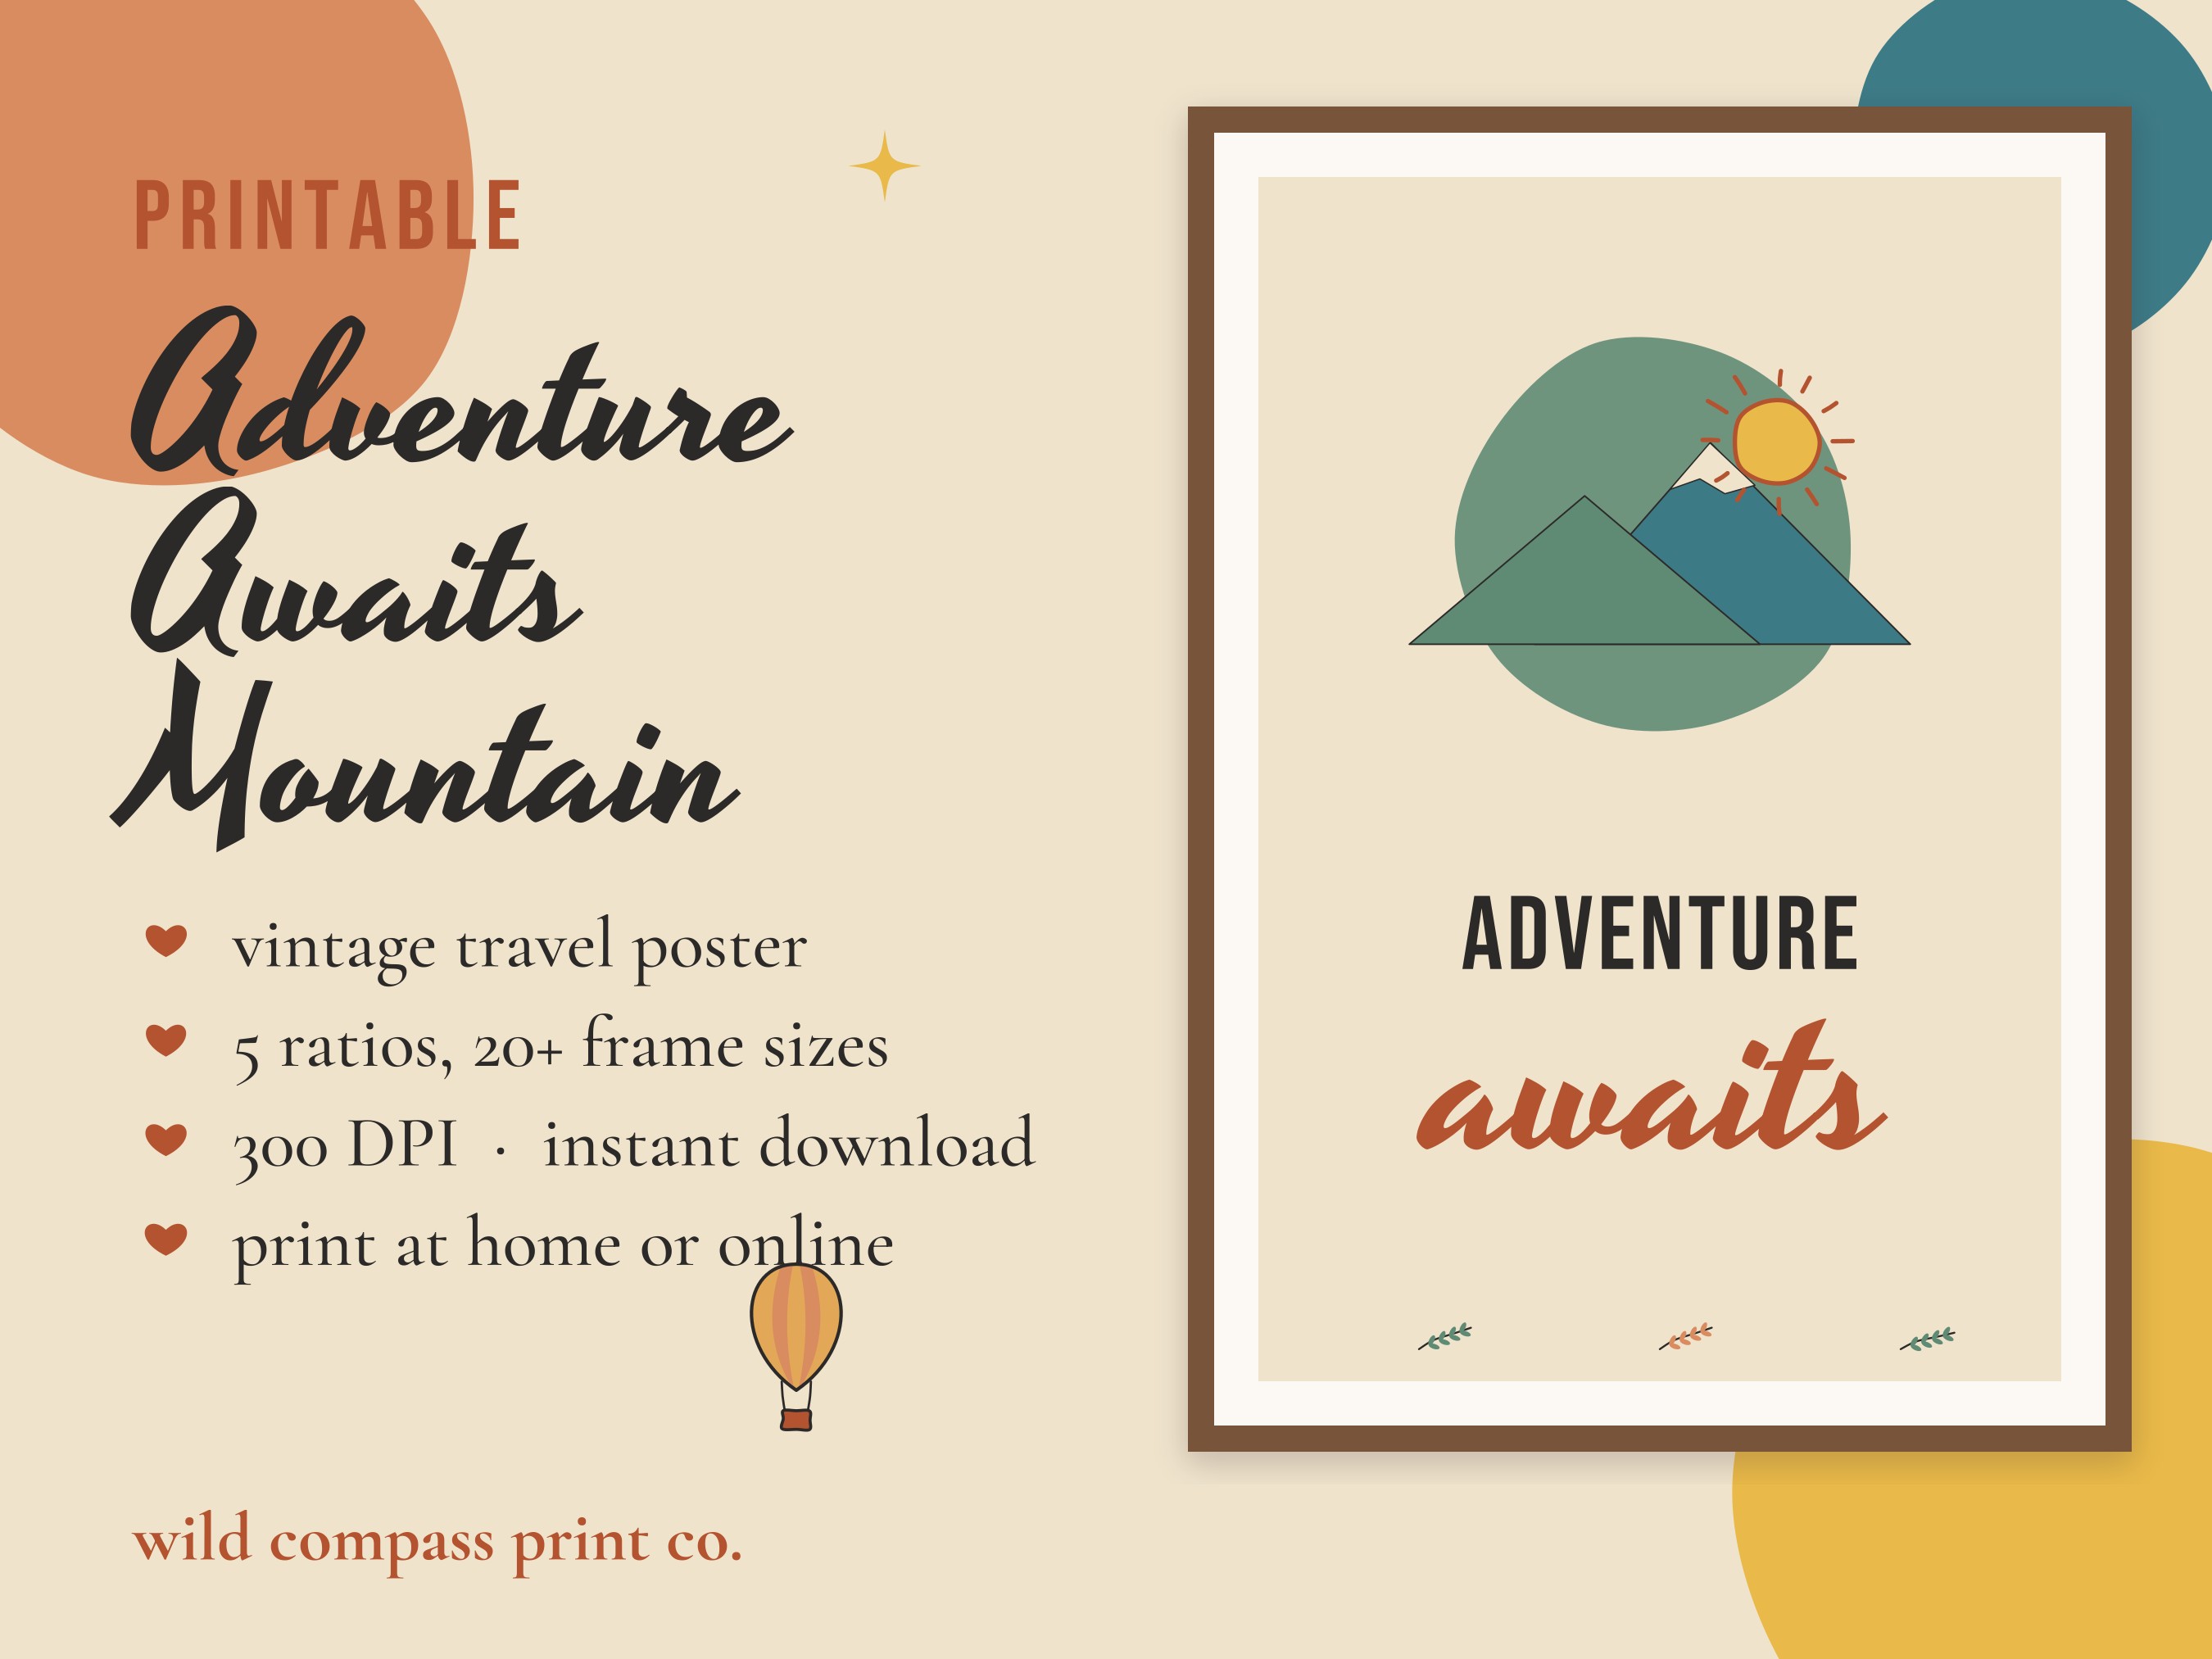 PRINTABLE
Adventure
Awaits
Mountain
vintage travel poster
5 ratios, 20+ frame sizes
300 DPI · instant download
print at home or online
wild compass print co.
ADVENTURE
awaits